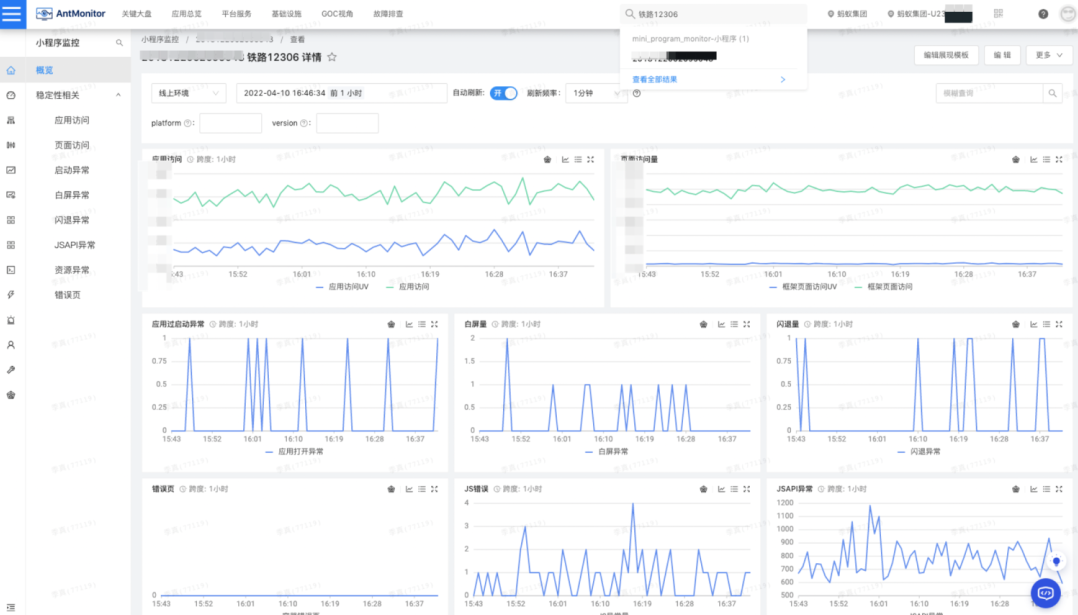 AntMonitor 关键大盘 应用总览 平台服务 基础设施 GOC视角 故障排查 铁路12306 蚂蚁集团 蚂蚁集团-U23
mini_program_monitor-小程序 (1)
查看全部结果
小程序监控
概览
稳定性相关
应用访问
页面访问
启动异常
白屏异常
闪退异常
JSAPI异常
资源异常
错误页
小程序监控 / / 查看
铁路12306 详情
编辑展现模板 编 辑 更多
线上环境 2022-04-10 16:46:34 前 1 小时 自动刷新: 开 刷新频率: 1分钟 模糊查询
platform : version :
应用访问 跨度: 1小时
:43 15:52 16:01 16:10 16:19 16:28 16:37
应用访问UV 应用访问
页面访问量
15:43 15:52 16:01 16:10 16:19 16:28 16:37
框架页面访问UV 框架页面访问
应用过启动异常 跨度: 1小时
1
0.75
0.5
0.25
0
15:43 15:52 16:01 16:10 16:19 16:28 16:37
应用打开异常
白屏量 跨度: 1小时
2
1.5
1
0.5
0
15:43 15:52 16:01 16:10 16:19 16:28 16:37
白屏异常
闪退量 跨度: 1小时
1
0.75
0.5
0.25
0
15:43 15:52 16:01 16:10 16:19 16:28 16:37
闪退异常
错误页 跨度: 1小时
0
15:43 15:52 16:01 16:10 16:19 16:28 16:37
JS错误 跨度: 1小时
4
3
2
1
0
15:43 15:52 16:01 16:10 16:19 16:28 16:37
JSAPI异常 跨度: 1小时
1200
1100
1000
900
800
700
600
500
15:43 15:52 16:01 16:10 16:19 16:28 16:37